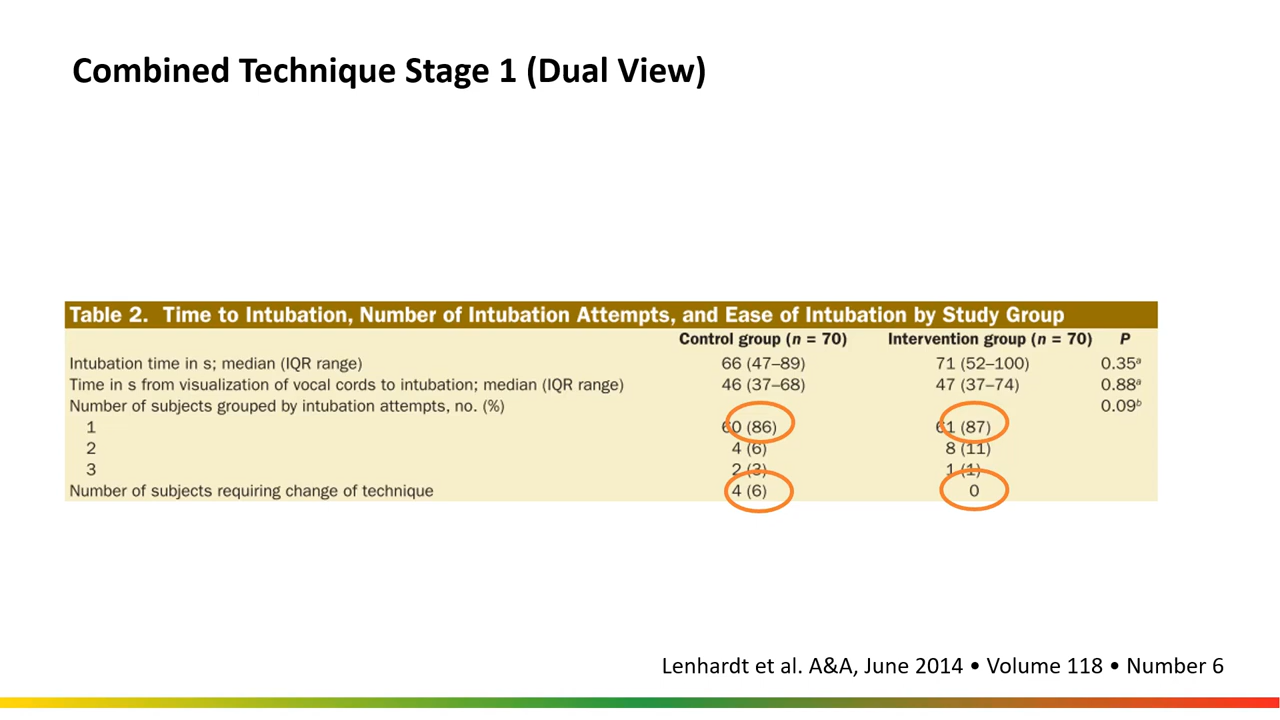 Combined Technique Stage 1 (Dual View)
Table 2. Time to Intubation, Number of Intubation Attempts, and Ease of Intubation by Study Group
Control group (n = 70) Intervention group (n = 70) P
Intubation time in s; median (IQR range) 66 (47–89) 71 (52–100) 0.35ᵃ
Time in s from visualization of vocal cords to intubation; median (IQR range) 46 (37–68) 47 (37–74) 0.88ᵃ
Number of subjects grouped by intubation attempts, no. (%) 0.09ᵇ
1 60 (86) 61 (87)
2 4 (6) 8 (11)
3 2 (3) 1 (1)
Number of subjects requiring change of technique 4 (6) 0
Lenhardt et al. A&A, June 2014 • Volume 118 • Number 6